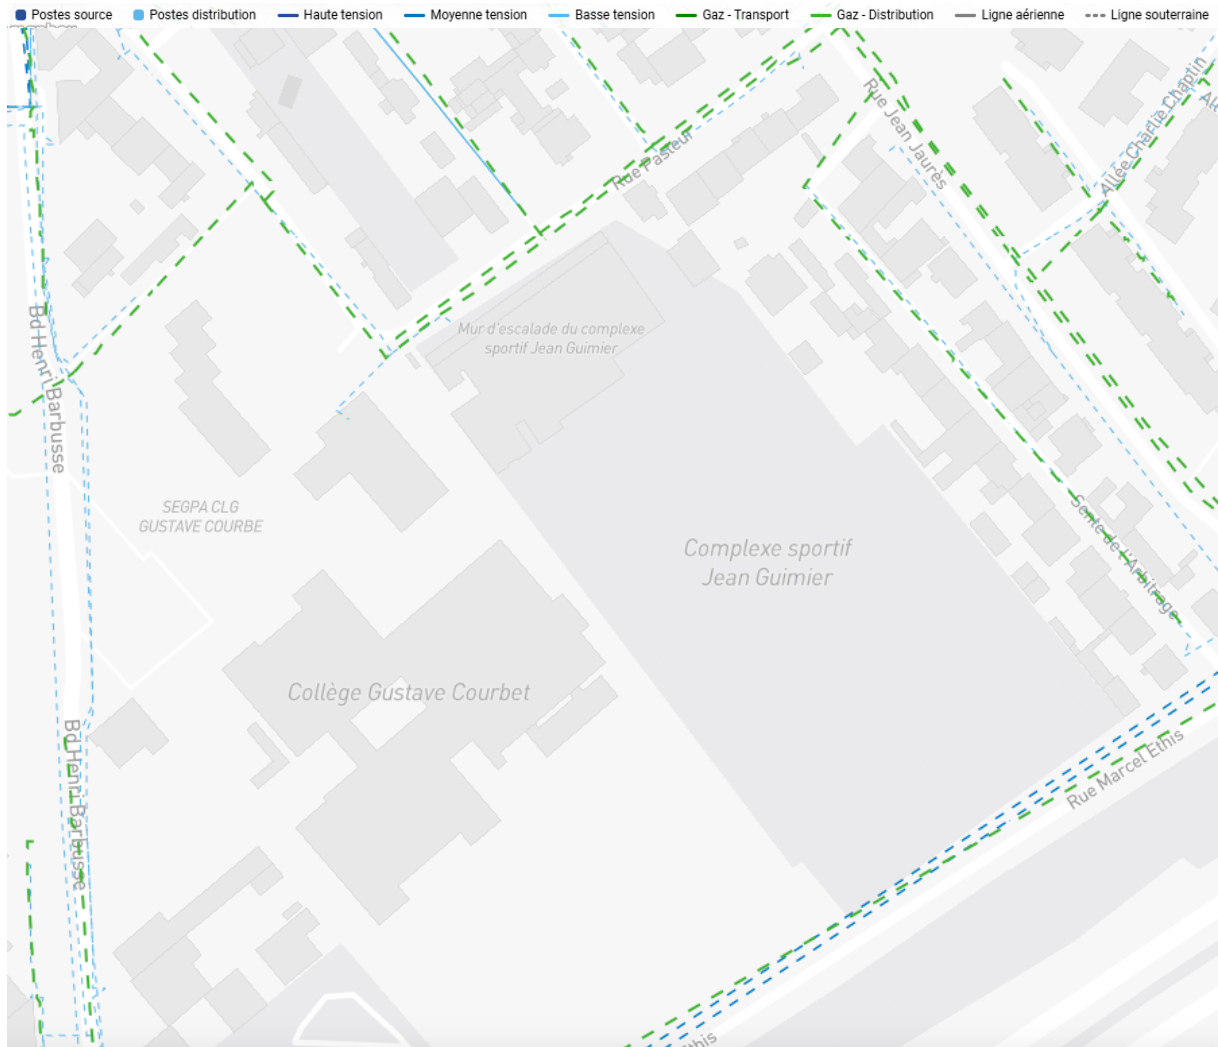 Postes source Postes distribution Haute tension Moyenne tension Basse tension Gaz - Transport Gaz - Distribution Ligne aérienne Ligne souterraine
Allée Charlie Chaplin
Rue Jean Jaurès
Rue Pasteur
Bd Henri Barbusse
Mur d'escalade du complexe
sportif Jean Guimier
SEGPA CLG
GUSTAVE COURBE
Complexe sportif
Jean Guimier
Sente de l'Arbitrage
Collège Gustave Courbet
Bd Henri Barbusse
Rue Marcel Ethis